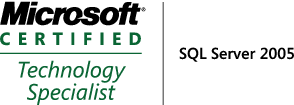 Microsoft®
CERTIFIED
Technology
Specialist
SQL Server 2005